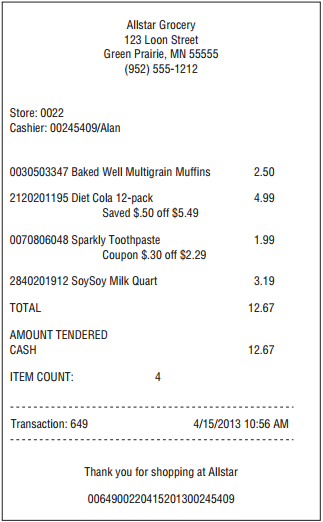 Allstar Grocery
123 Loon Street
Green Prairie, MN 55555
(952) 555-1212
Store: 0022
Cashier: 00245409/Alan
0030503347 Baked Well Multigrain Muffins 2.50
2120201195 Diet Cola 12-pack 4.99
Saved $.50 off $5.49
0070806048 Sparkly Toothpaste 1.99
Coupon $.30 off $2.29
2840201912 SoySoy Milk Quart 3.19
TOTAL 12.67
AMOUNT TENDERED
CASH 12.67
ITEM COUNT: 4
Transaction: 649 4/15/2013 10:56 AM
Thank you for shopping at Allstar
0064900220415201300245409